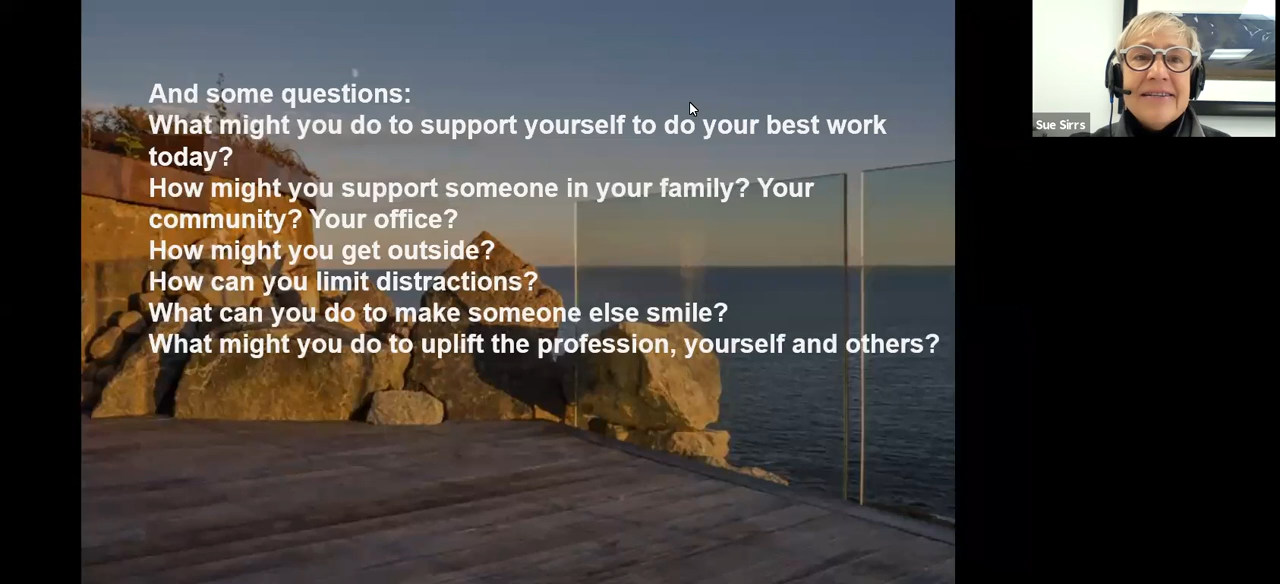 And some questions:
What might you do to support yourself to do your best work
today?
How might you support someone in your family? Your
community? Your office?
How might you get outside?
How can you limit distractions?
What can you do to make someone else smile?
What might you do to uplift the profession, yourself and others?
Sue Sirrs